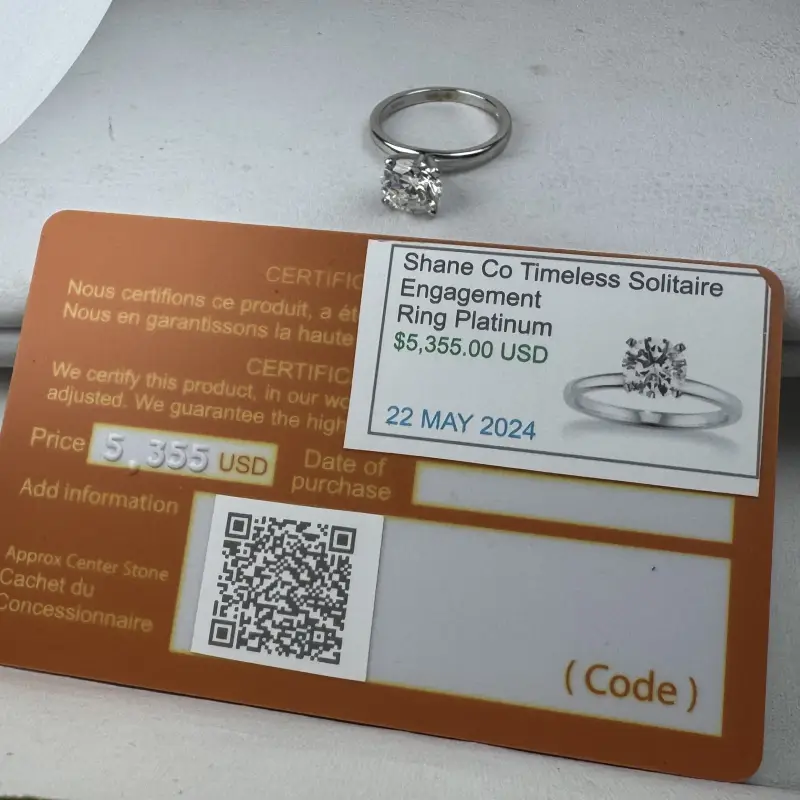 CERTIFIC
Nous certifions ce produit, a ét
Nous en garantissons la haute
CERTIFIC
We certify this product, in our wo
adjusted. We guarantee the high
Shane Co Timeless Solitaire
Engagement
Ring Platinum
$5,355.00 USD
22 MAY 2024
Price 5,355 USD
Date of
purchase
Add information
Approx Center Stone
Cachet du
Concessionnaire
(Code)